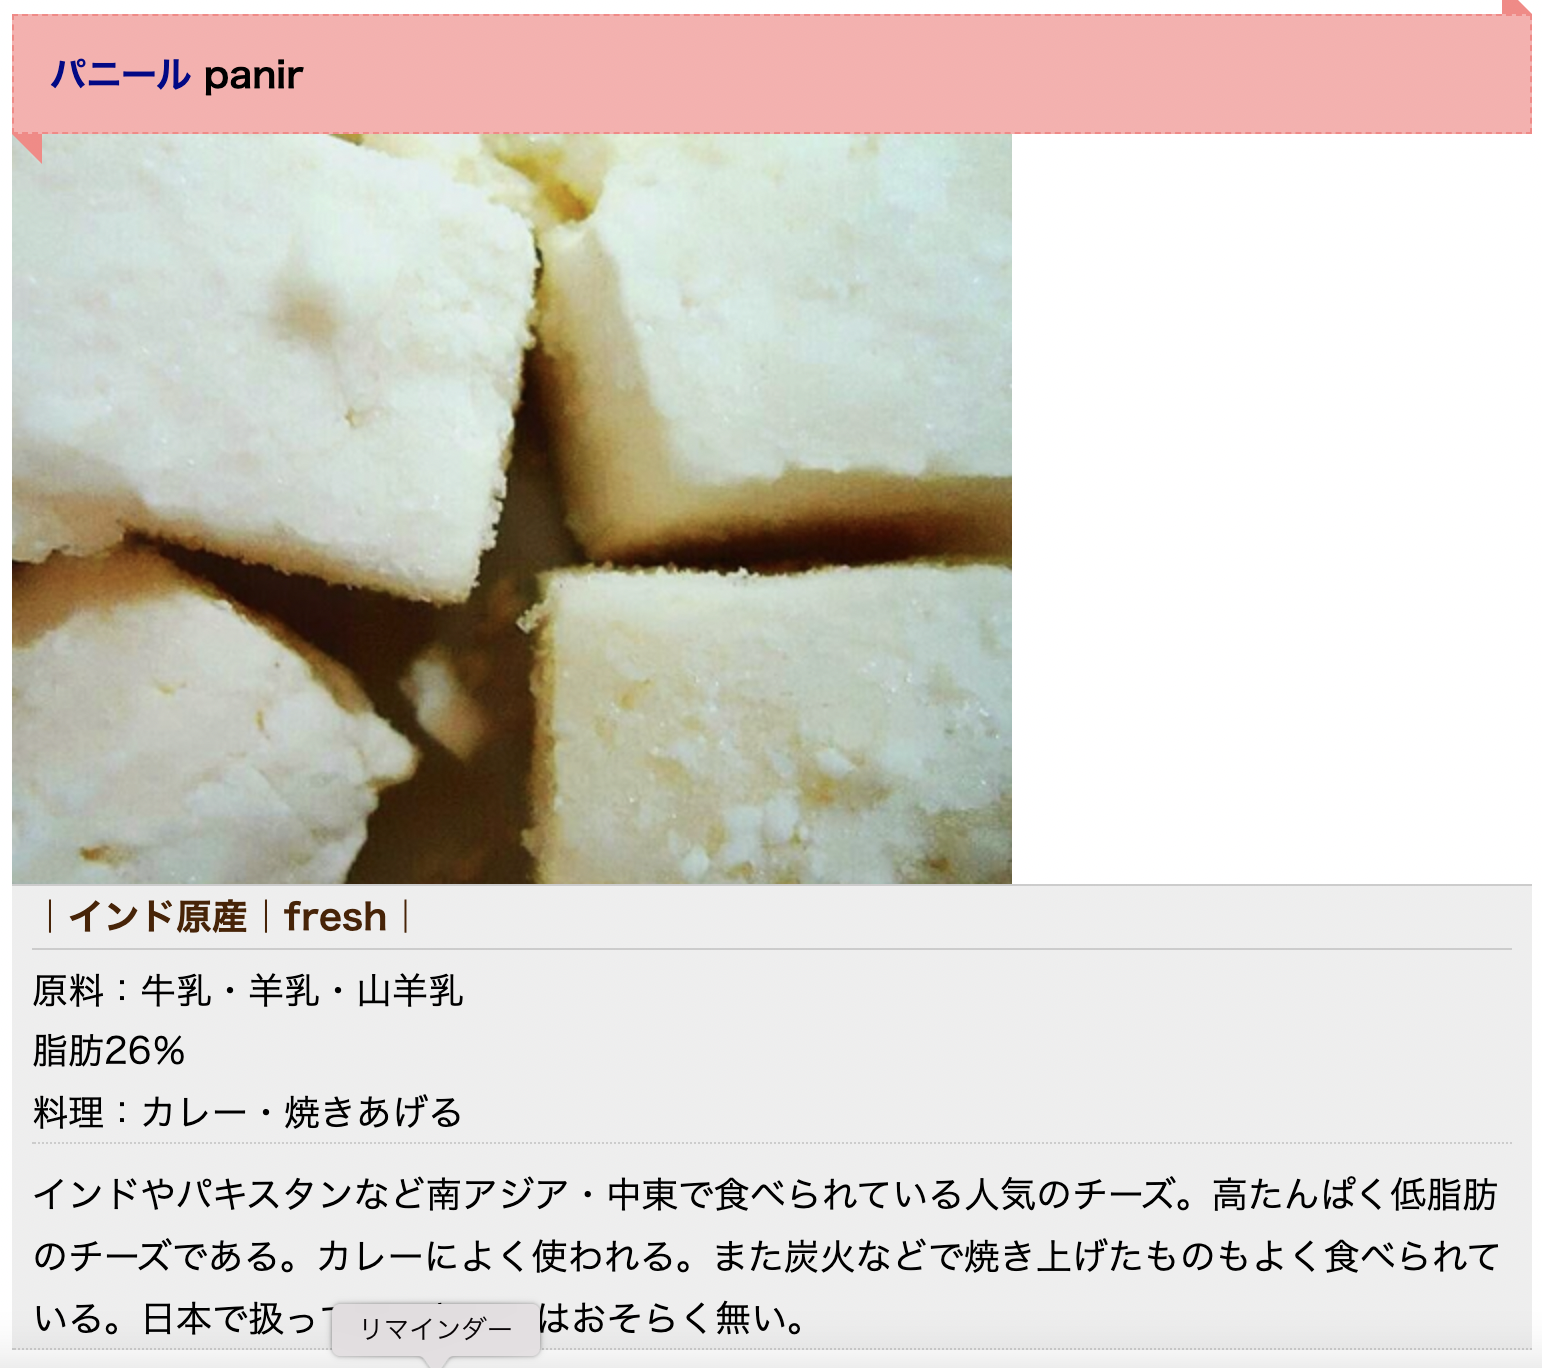 パニール panir
｜インド原産｜fresh｜
原料：牛乳・羊乳・山羊乳
脂肪26%
料理：カレー・焼きあげる
インドやパキスタンなど南アジア・中東で食べられている人気のチーズ。高たんぱく低脂肪
のチーズである。カレーによく使われる。また炭火などで焼き上げたものもよく食べられて
いる。日本で扱っ はおそらく無い。
リマインダー